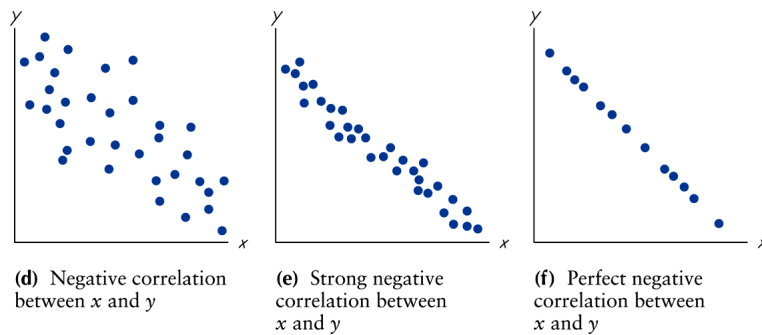 y
x
(d) Negative correlation
between x and y
y
x
(e) Strong negative
correlation between
x and y
y
x
(f) Perfect negative
correlation between
x and y